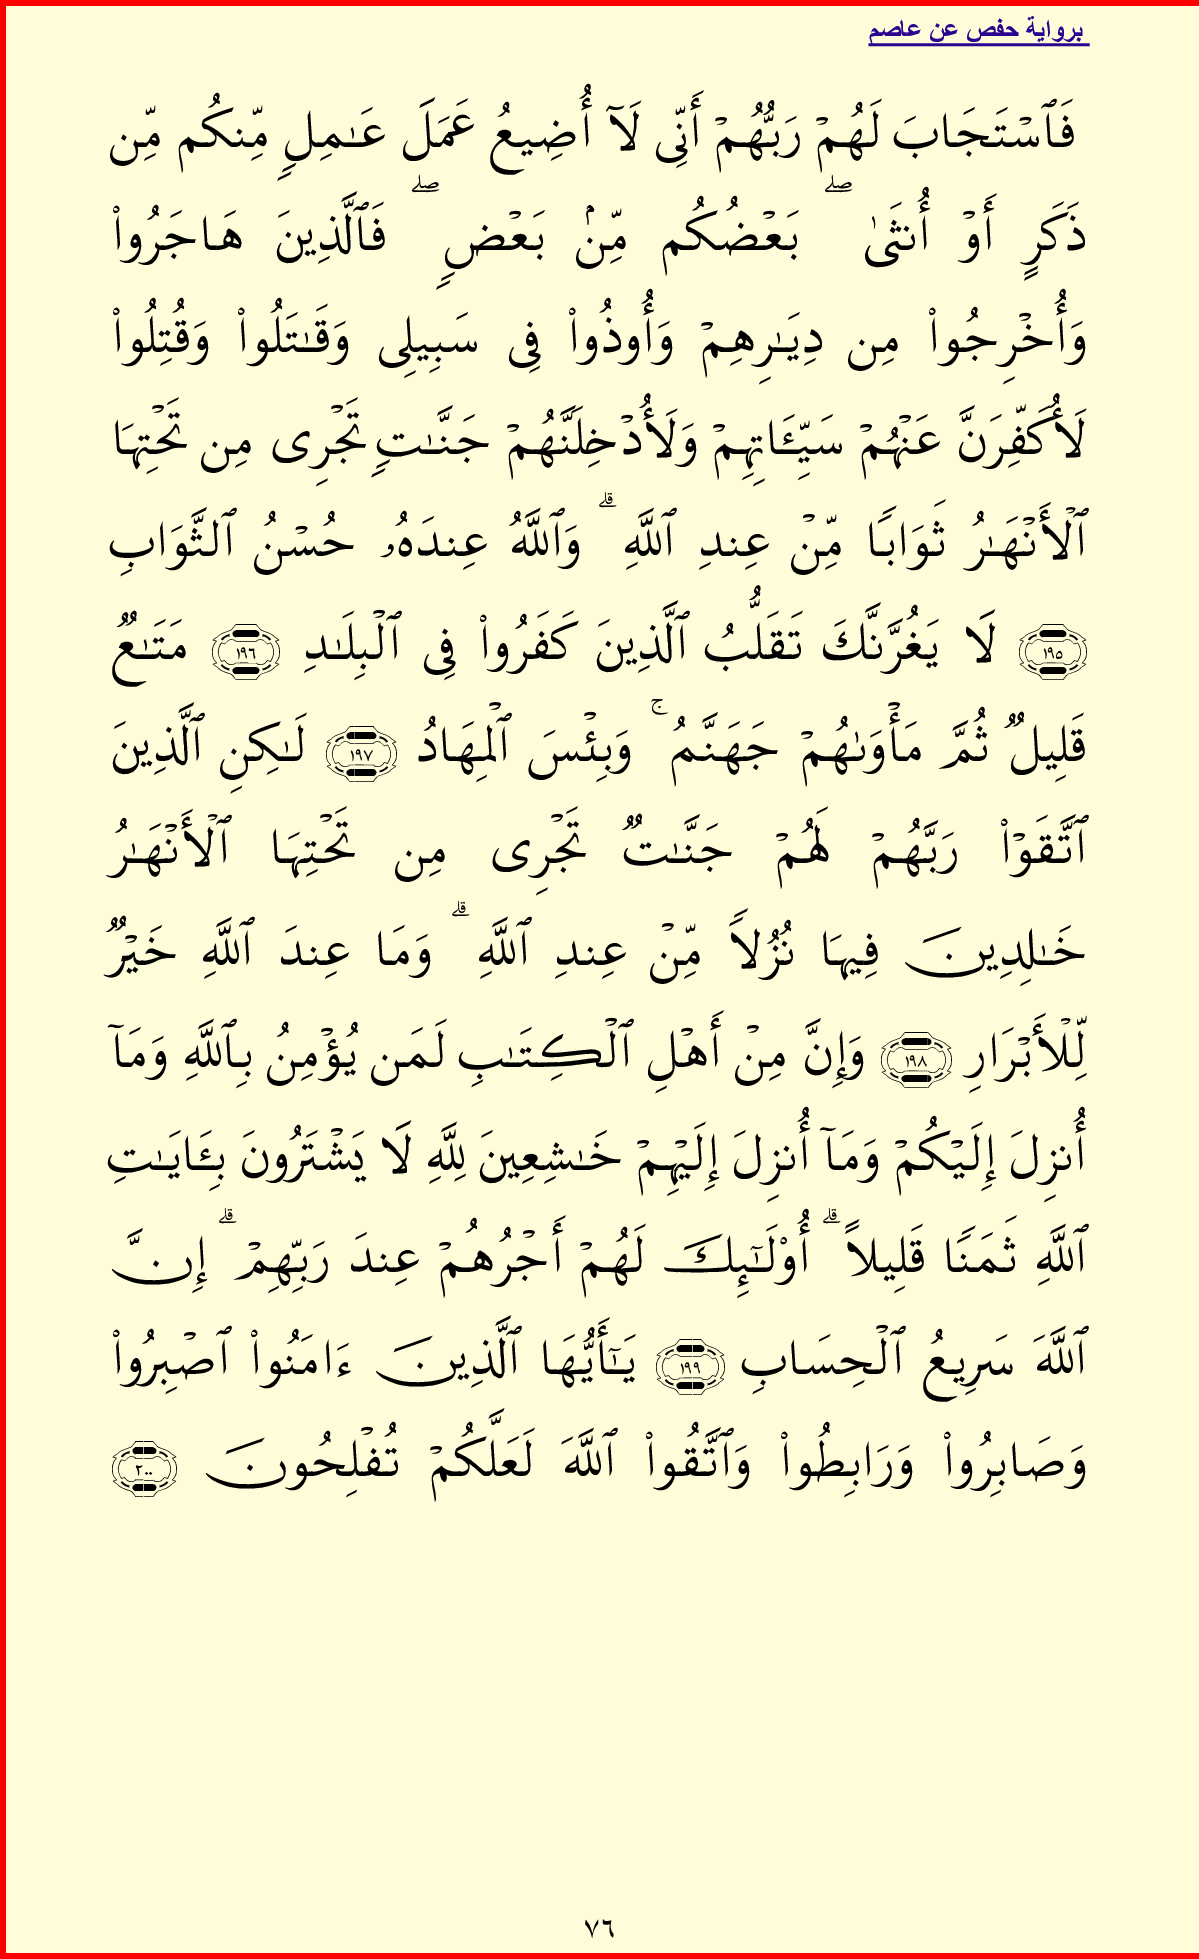 برواية حفص عن عاصم
فَٱسۡتَجَابَ لَهُمۡ رَبُّهُمۡ أَنِّى لَآ أُضِيعُ عَمَلَ عَـٰمِلٍ۬ مِّنكُم مِّن
ذَكَرٍ أَوۡ أُنثَىٰ‌ۖ بَعۡضُكُم مِّنۢ بَعۡضٍ۬‌ۖ فَٱلَّذِينَ هَاجَرُواْ
وَأُخۡرِجُواْ مِن دِيَـٰرِهِمۡ وَأُوذُواْ فِى سَبِيلِى وَقَـٰتَلُواْ وَقُتِلُواْ
لَأُكَفِّرَنَّ عَنۡہُمۡ سَيِّـَٔاتِہِمۡ وَلَأُدۡخِلَنَّهُمۡ جَنَّـٰتٍ۬ تَجۡرِى مِن تَحۡتِہَا
ٱلۡأَنۡهَـٰرُ ثَوَابً۬ا مِّنۡ عِندِ ٱللَّهِ‌ۗ وَٱللَّهُ عِندَهُ ۥ حُسۡنُ ٱلثَّوَابِ
١٩٥ لَا يَغُرَّنَّكَ تَقَلُّبُ ٱلَّذِينَ كَفَرُواْ فِى ٱلۡبِلَـٰدِ ١٩٦ مَتَـٰعٌ۬
قَلِيلٌ۬ ثُمَّ مَأۡوَٮٰهُمۡ جَهَنَّمُ‌ۚ وَبِئۡسَ ٱلۡمِهَادُ ١٩٧ لَـٰكِنِ ٱلَّذِينَ
ٱتَّقَوۡاْ رَبَّهُمۡ لَهُمۡ جَنَّـٰتٌ۬ تَجۡرِى مِن تَحۡتِهَا ٱلۡأَنۡهَـٰرُ
خَـٰلِدِينَ فِيهَا نُزُلاً۬ مِّنۡ عِندِ ٱللَّهِ‌ۗ وَمَا عِندَ ٱللَّهِ خَيۡرٌ۬
لِّلۡأَبۡرَارِ ١٩٨ وَإِنَّ مِنۡ أَهۡلِ ٱلۡڪِتَـٰبِ لَمَن يُؤۡمِنُ بِٱللَّهِ وَمَآ
أُنزِلَ إِلَيۡكُمۡ وَمَآ أُنزِلَ إِلَيۡہِمۡ خَـٰشِعِينَ لِلَّهِ لَا يَشۡتَرُونَ بِـَٔايَـٰتِ
ٱللَّهِ ثَمَنً۬ا قَلِيلاً‌ۗ أُوْلَـٰٓٮِٕكَ لَهُمۡ أَجۡرُهُمۡ عِندَ رَبِّهِمۡ‌ۗ إِنَّ
ٱللَّهَ سَرِيعُ ٱلۡحِسَابِ ١٩٩ يَـٰٓأَيُّهَا ٱلَّذِينَ ءَامَنُواْ ٱصۡبِرُواْ
وَصَابِرُواْ وَرَابِطُواْ وَٱتَّقُواْ ٱللَّهَ لَعَلَّكُمۡ تُفۡلِحُونَ ٢٠٠
٧٦